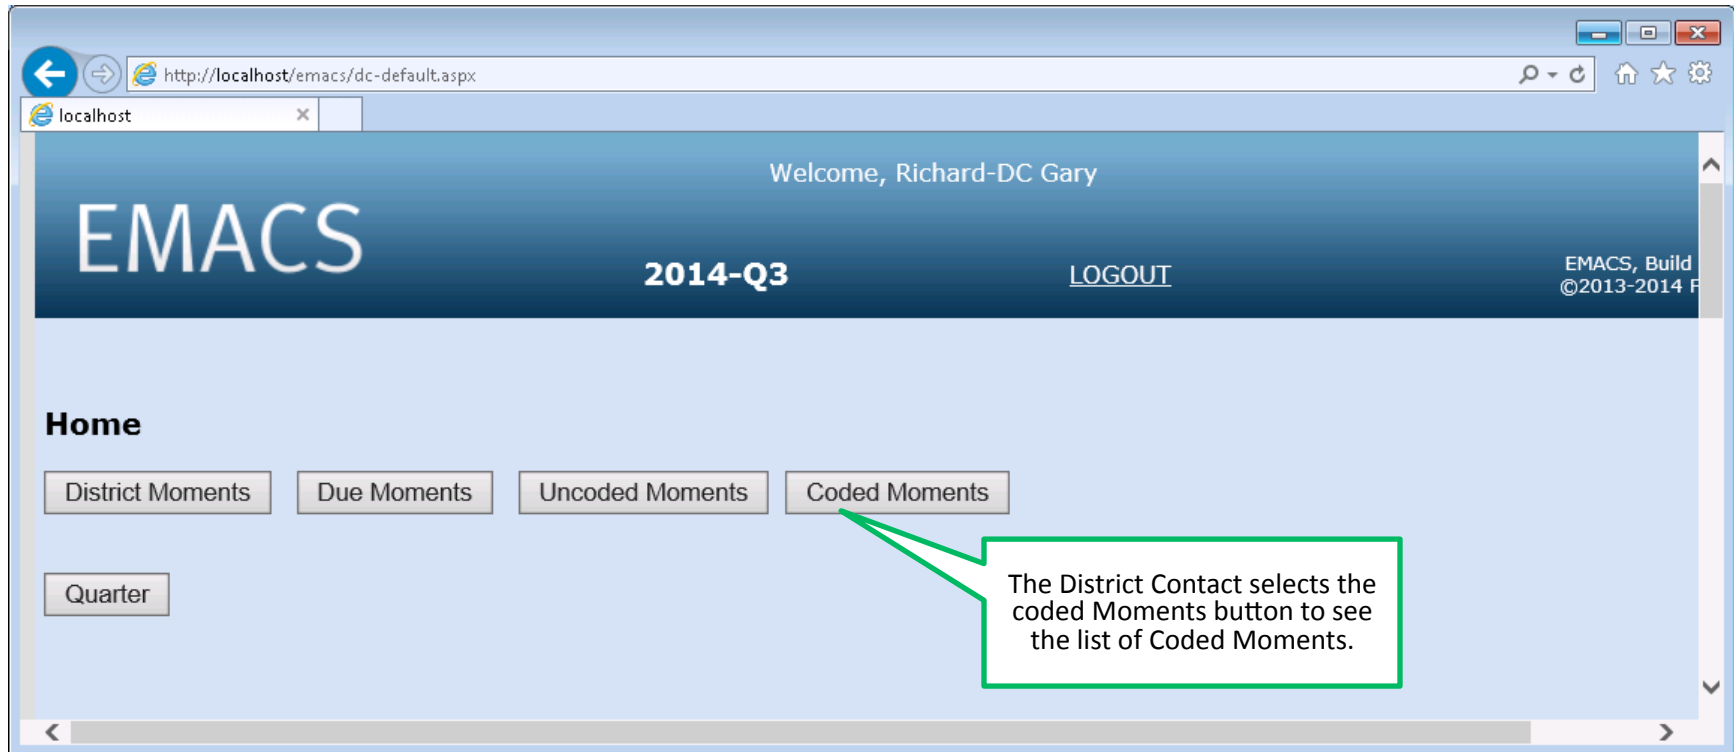 http://localhost/emacs/dc-default.aspx
localhost
Welcome, Richard-DC Gary
EMACS
2014-Q3
LOGOUT
EMACS, Build
©2013-2014 F
Home
District Moments
Due Moments
Uncoded Moments
Coded Moments
Quarter
The District Contact selects the
coded Moments button to see
the list of Coded Moments.